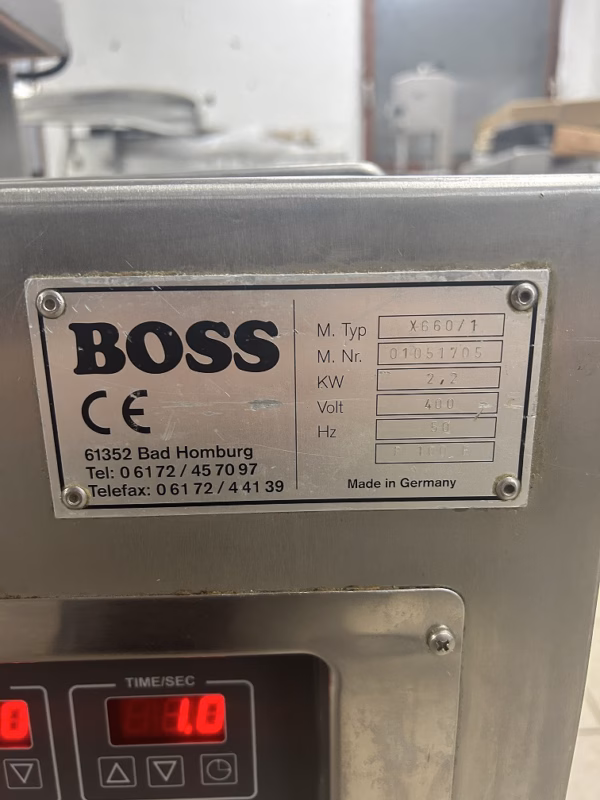 BOSS
CE
61352 Bad Homburg
Tel: 0 61 72 / 45 70 97
Telefax: 0 61 72 / 4 41 39
M. Typ X660/1
M. Nr. 01051705
KW 2,2
Volt 400
Hz 50
Made in Germany
TIME/SEC
1.0